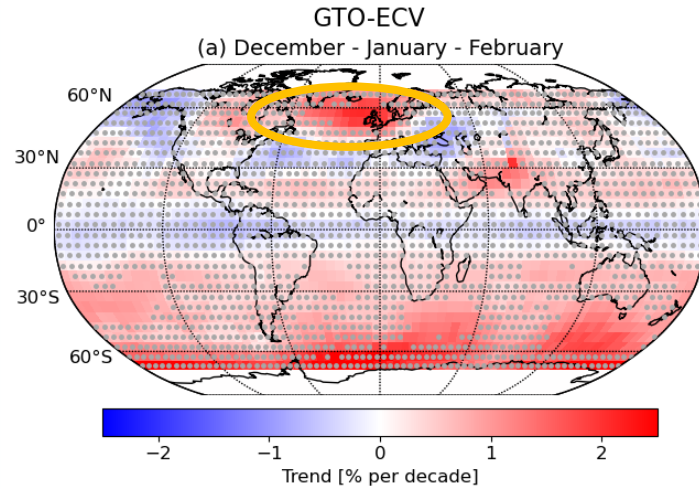 GTO-ECV
(a) December - January - February
60°N
30°N
0°
30°S
60°S
−2 −1 0 1 2
Trend [% per decade]